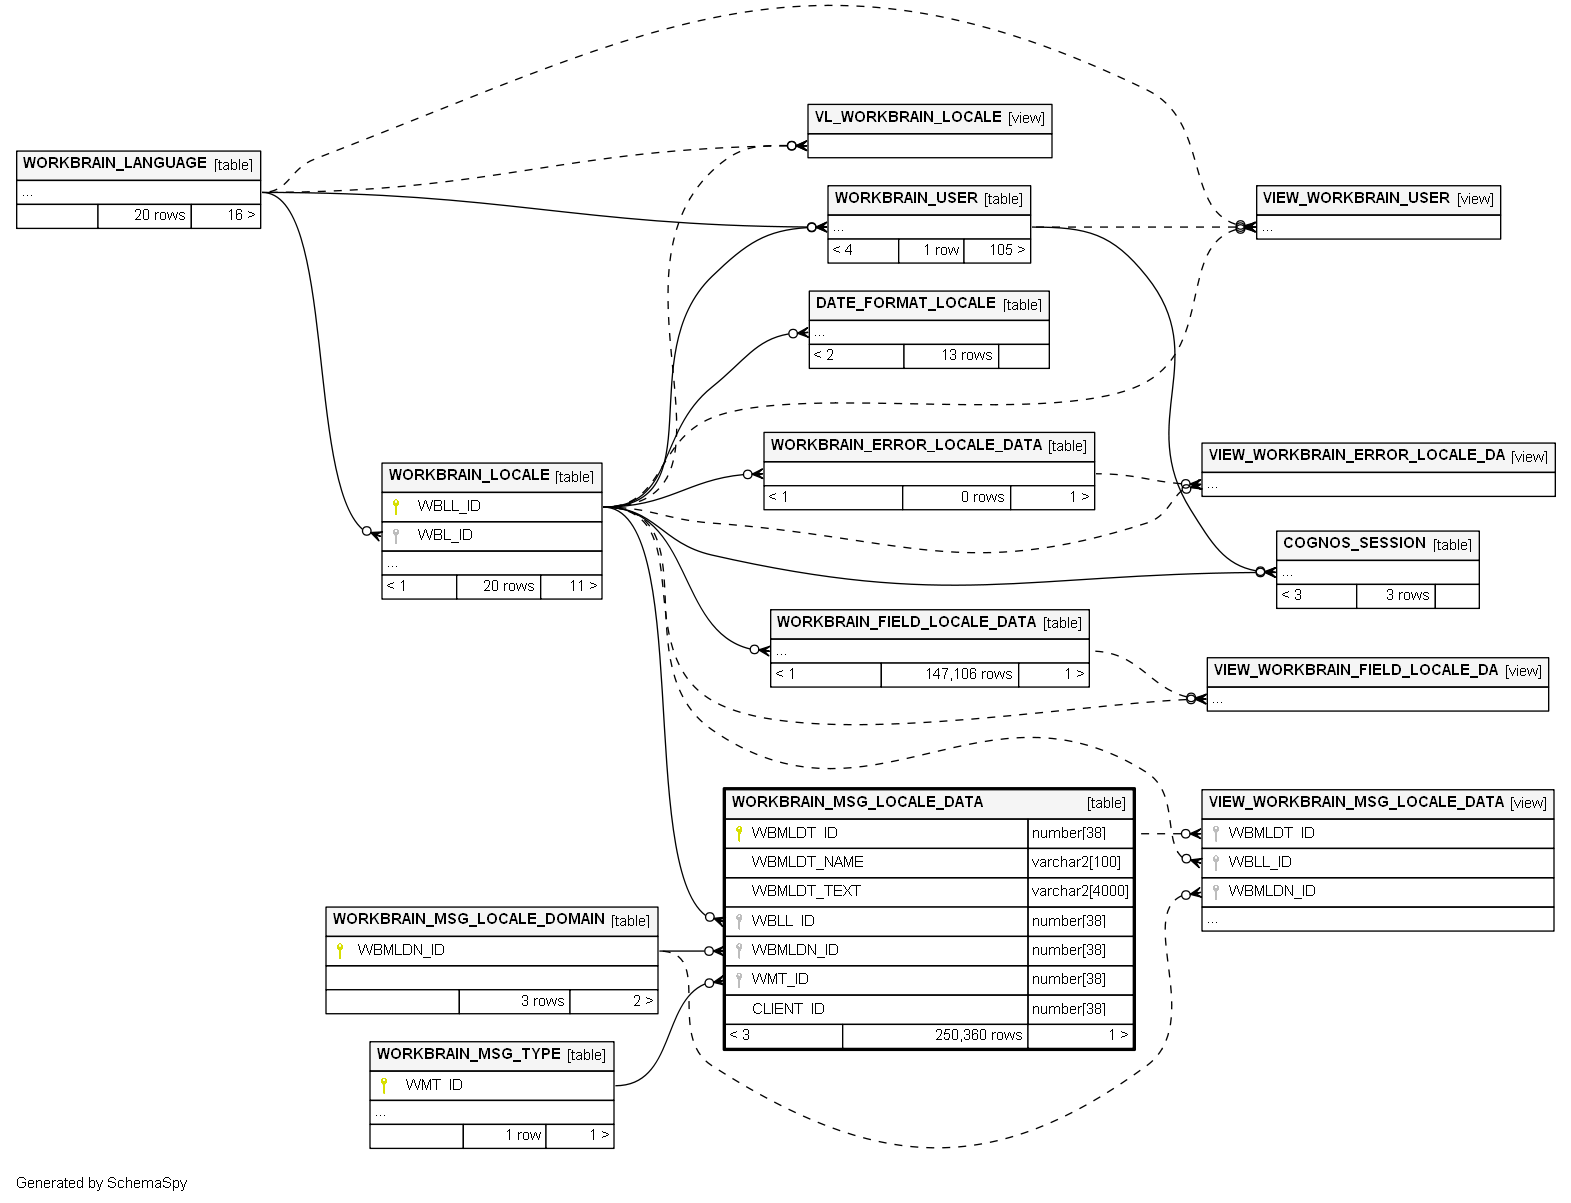 VL_WORKBRAIN_LOCALE [view]
WORKBRAIN_LANGUAGE [table]
...
20 rows 16 >
WORKBRAIN_USER [table]
...
< 4 1 row 105 >
VIEW_WORKBRAIN_USER [view]
...
DATE_FORMAT_LOCALE [table]
...
< 2 13 rows
WORKBRAIN_ERROR_LOCALE_DATA [table]
< 1 0 rows 1 >
VIEW_WORKBRAIN_ERROR_LOCALE_DA [view]
...
WORKBRAIN_LOCALE [table]
WBLL_ID
WBL_ID
...
< 1 20 rows 11 >
COGNOS_SESSION [table]
...
< 3 3 rows
WORKBRAIN_FIELD_LOCALE_DATA [table]
...
< 1 147,106 rows 1 >
VIEW_WORKBRAIN_FIELD_LOCALE_DA [view]
...
WORKBRAIN_MSG_LOCALE_DATA [table]
WBMLDT_ID number[38]
WBMLDT_NAME varchar2[100]
WBMLDT_TEXT varchar2[4000]
WBLL_ID number[38]
WBMLDN_ID number[38]
WMT_ID number[38]
CLIENT_ID number[38]
< 3 250,360 rows 1 >
VIEW_WORKBRAIN_MSG_LOCALE_DATA [view]
WBMLDT_ID
WBLL_ID
WBMLDN_ID
...
WORKBRAIN_MSG_LOCALE_DOMAIN [table]
WBMLDN_ID
3 rows 2 >
WORKBRAIN_MSG_TYPE [table]
WMT_ID
...
1 row 1 >
Generated by SchemaSpy